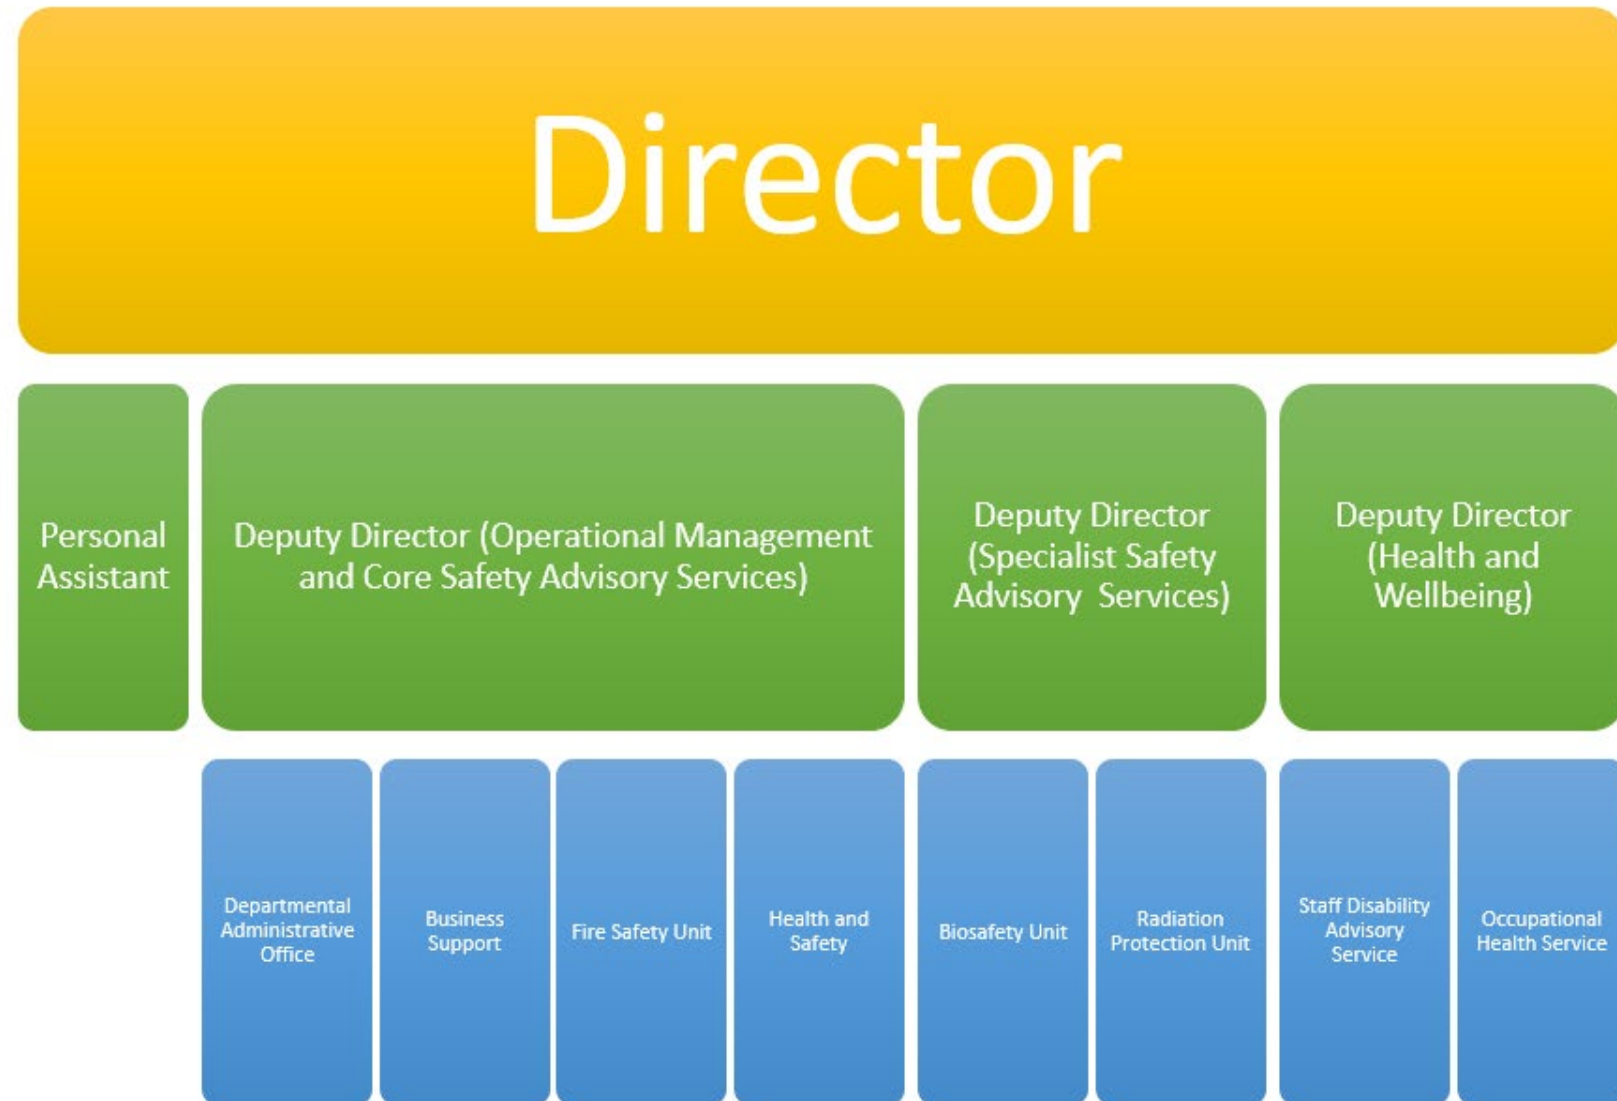 Director
Personal
Assistant
Deputy Director (Operational Management
and Core Safety Advisory Services)
Deputy Director
(Specialist Safety
Advisory  Services)
Deputy Director
(Health and
Wellbeing)
Departmental
Administrative
Office
Business
Support
Fire Safety Unit
Health and
Safety
Biosafety Unit
Radiation
Protection Unit
Staff Disability
Advisory
Service
Occupational
Health Service